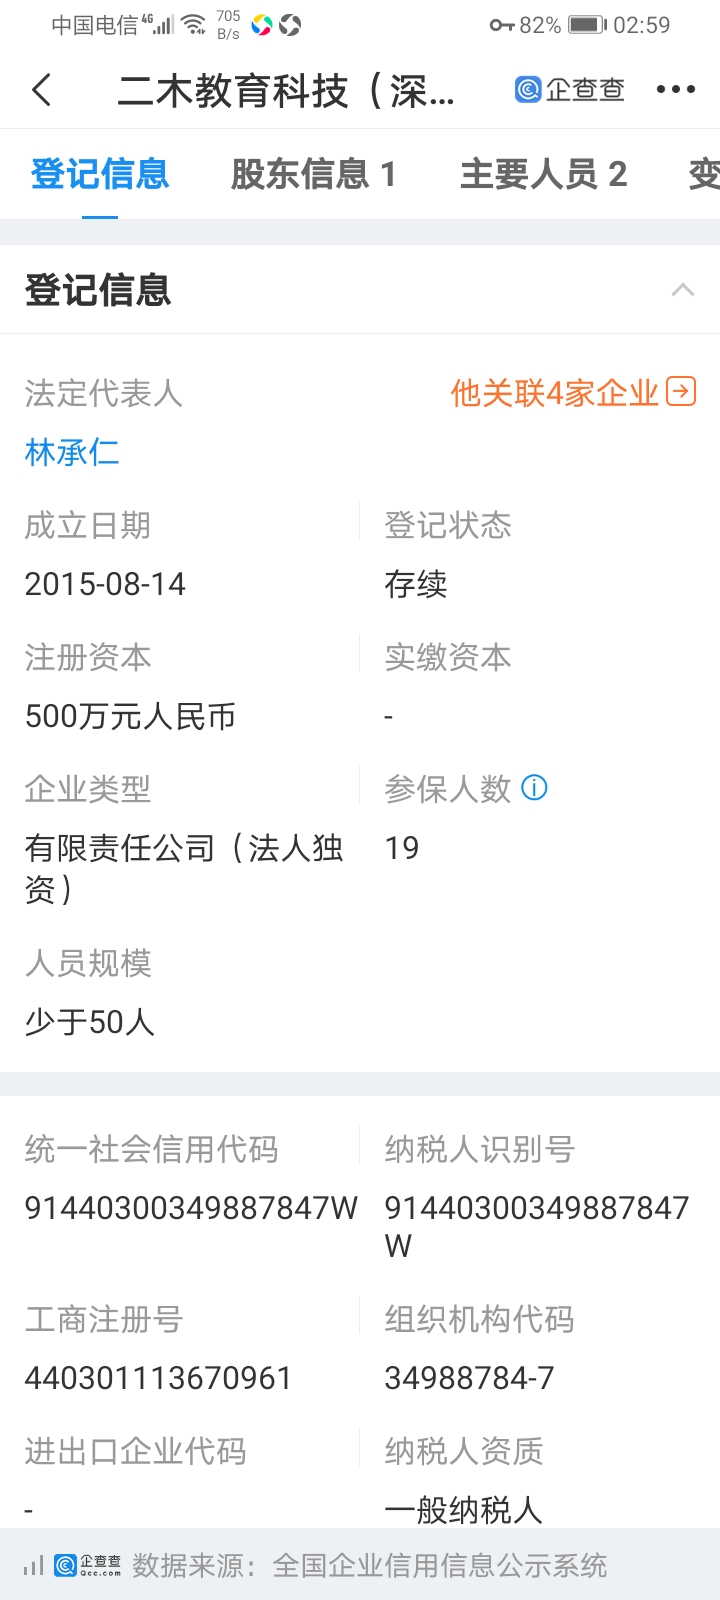 中国电信 4G 705 B/s 82% 02:59
二木教育科技（深... 企查查
登记信息 股东信息 1 主要人员 2 变
登记信息
法定代表人 他关联4家企业
林承仁
成立日期 登记状态
2015-08-14 存续
注册资本 实缴资本
500万元人民币 -
企业类型 参保人数
有限责任公司（法人独 19
资）
人员规模
少于50人
统一社会信用代码 纳税人识别号
91440300349887847W 91440300349887847
W
工商注册号 组织机构代码
440301113670961 34988784-7
进出口企业代码 纳税人资质
- 一般纳税人
企查查 Qcc.com 数据来源：全国企业信用信息公示系统